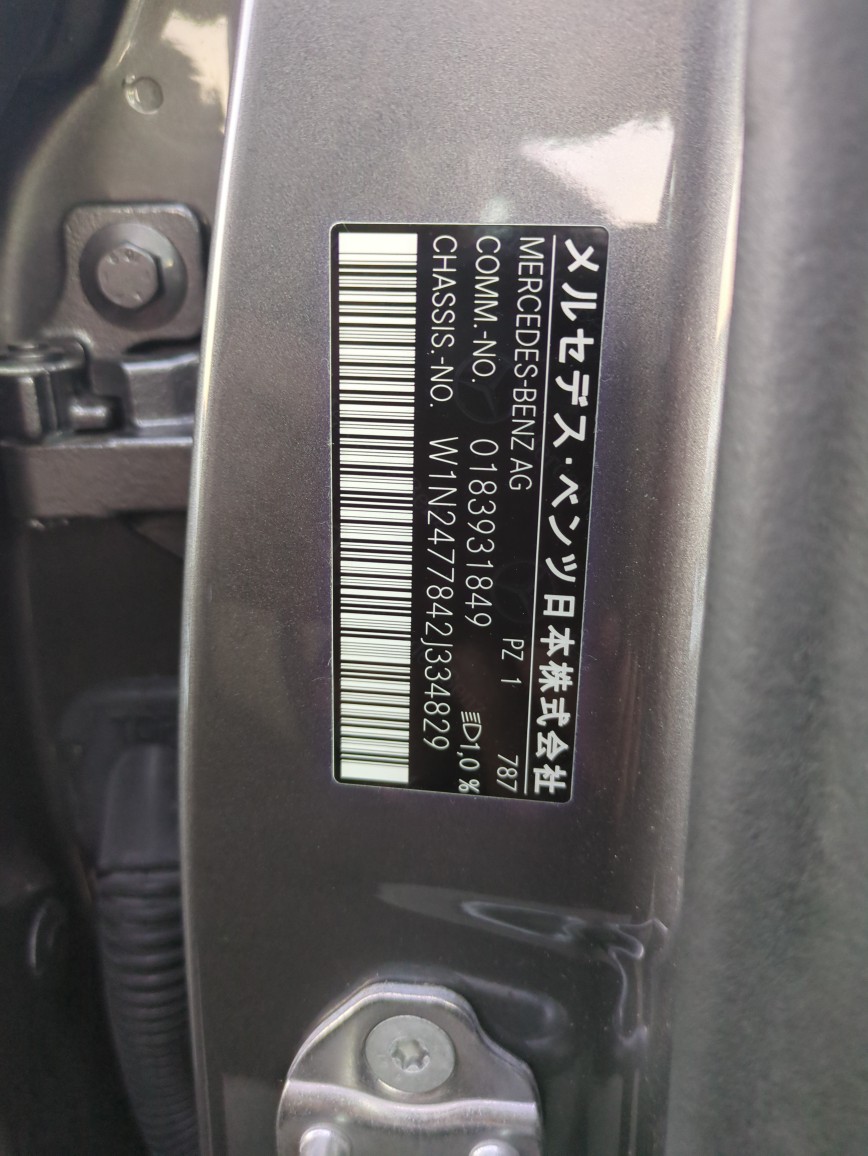 メルセデス・ベンツ日本株式会社
MERCEDES-BENZ AG PZ 1 787
COMM.-NO. 0183931849 1,0 %
CHASSIS.-NO. W1N2477842J334829